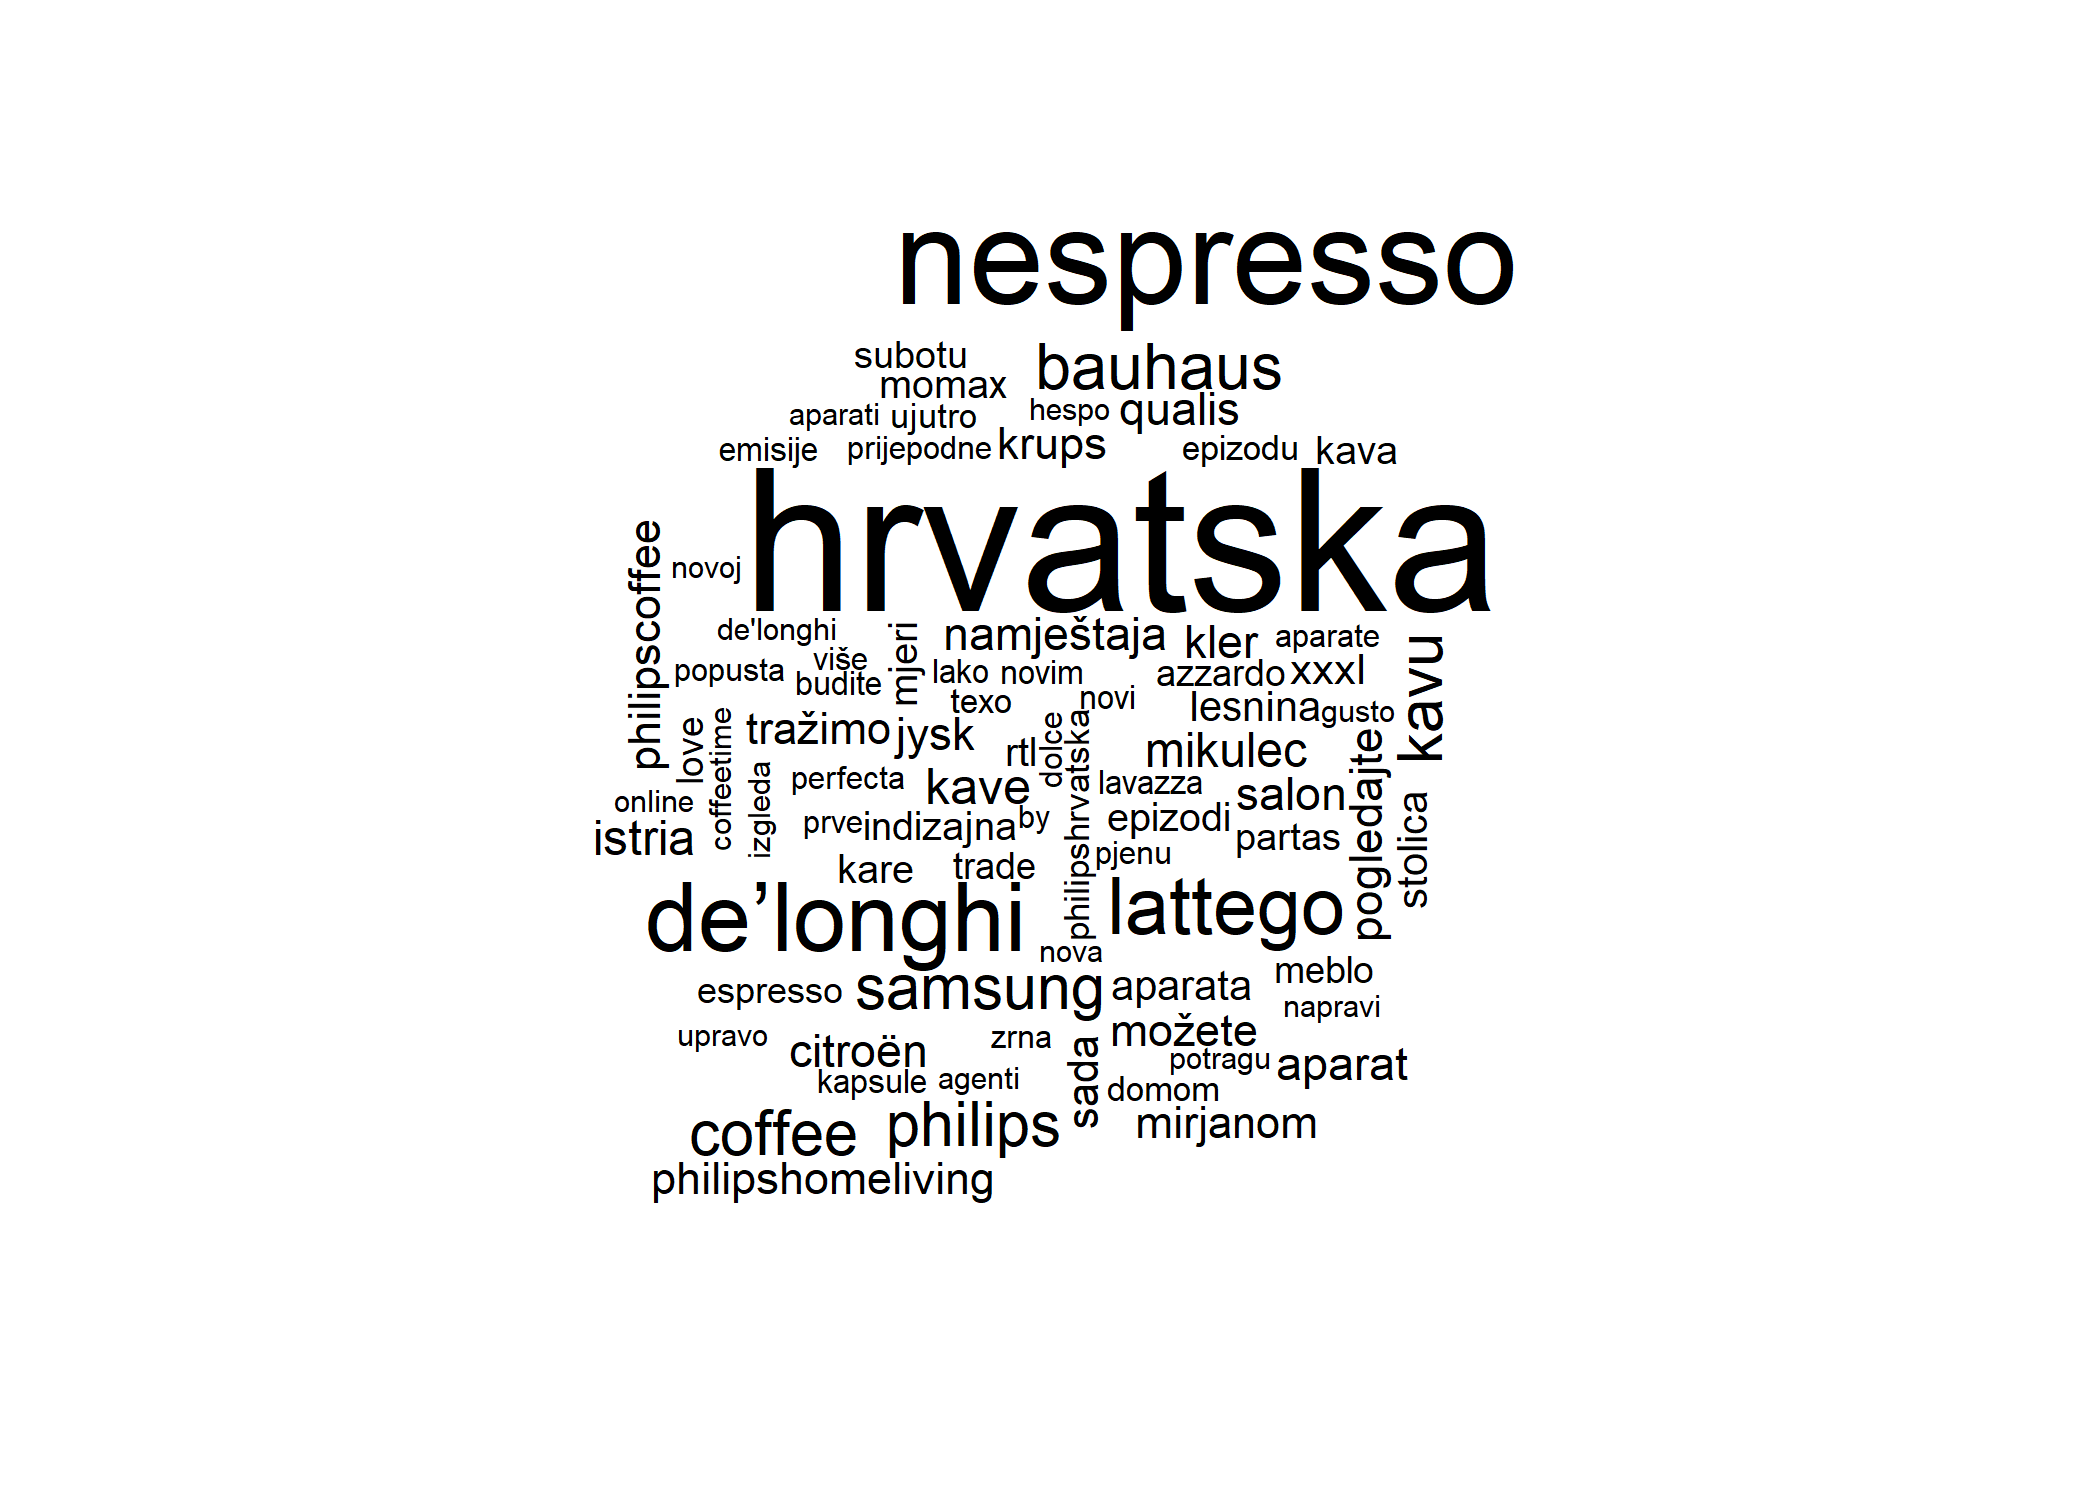 nespresso
subotu
bauhaus
momax
aparati
ujutro
hespo
qualis
emisije
prijepodne
krups
epizodu
kava
hrvatska
philipscoffee
novoj
de'longhi
mjeri
namještaja
kler
aparate
kavu
popusta
više
budite
lako
novim
azzardo
xxxl
texo
novi
lesnina
gusto
love
coffeetime
tražimo
jysk
rtl
dolce
philipshrvatska
mikulec
pogledajte
izgleda
perfecta
kave
lavazza
salon
stolica
online
istria
prve
indizajna
by
epizodi
partas
kare
trade
pjenu
de’longhi
lattego
nova
espresso
samsung
aparata
meblo
napravi
upravo
citroën
zrna
sada
možete
potragu
aparat
kapsule
agenti
domom
coffee
philips
mirjanom
philipshomeliving